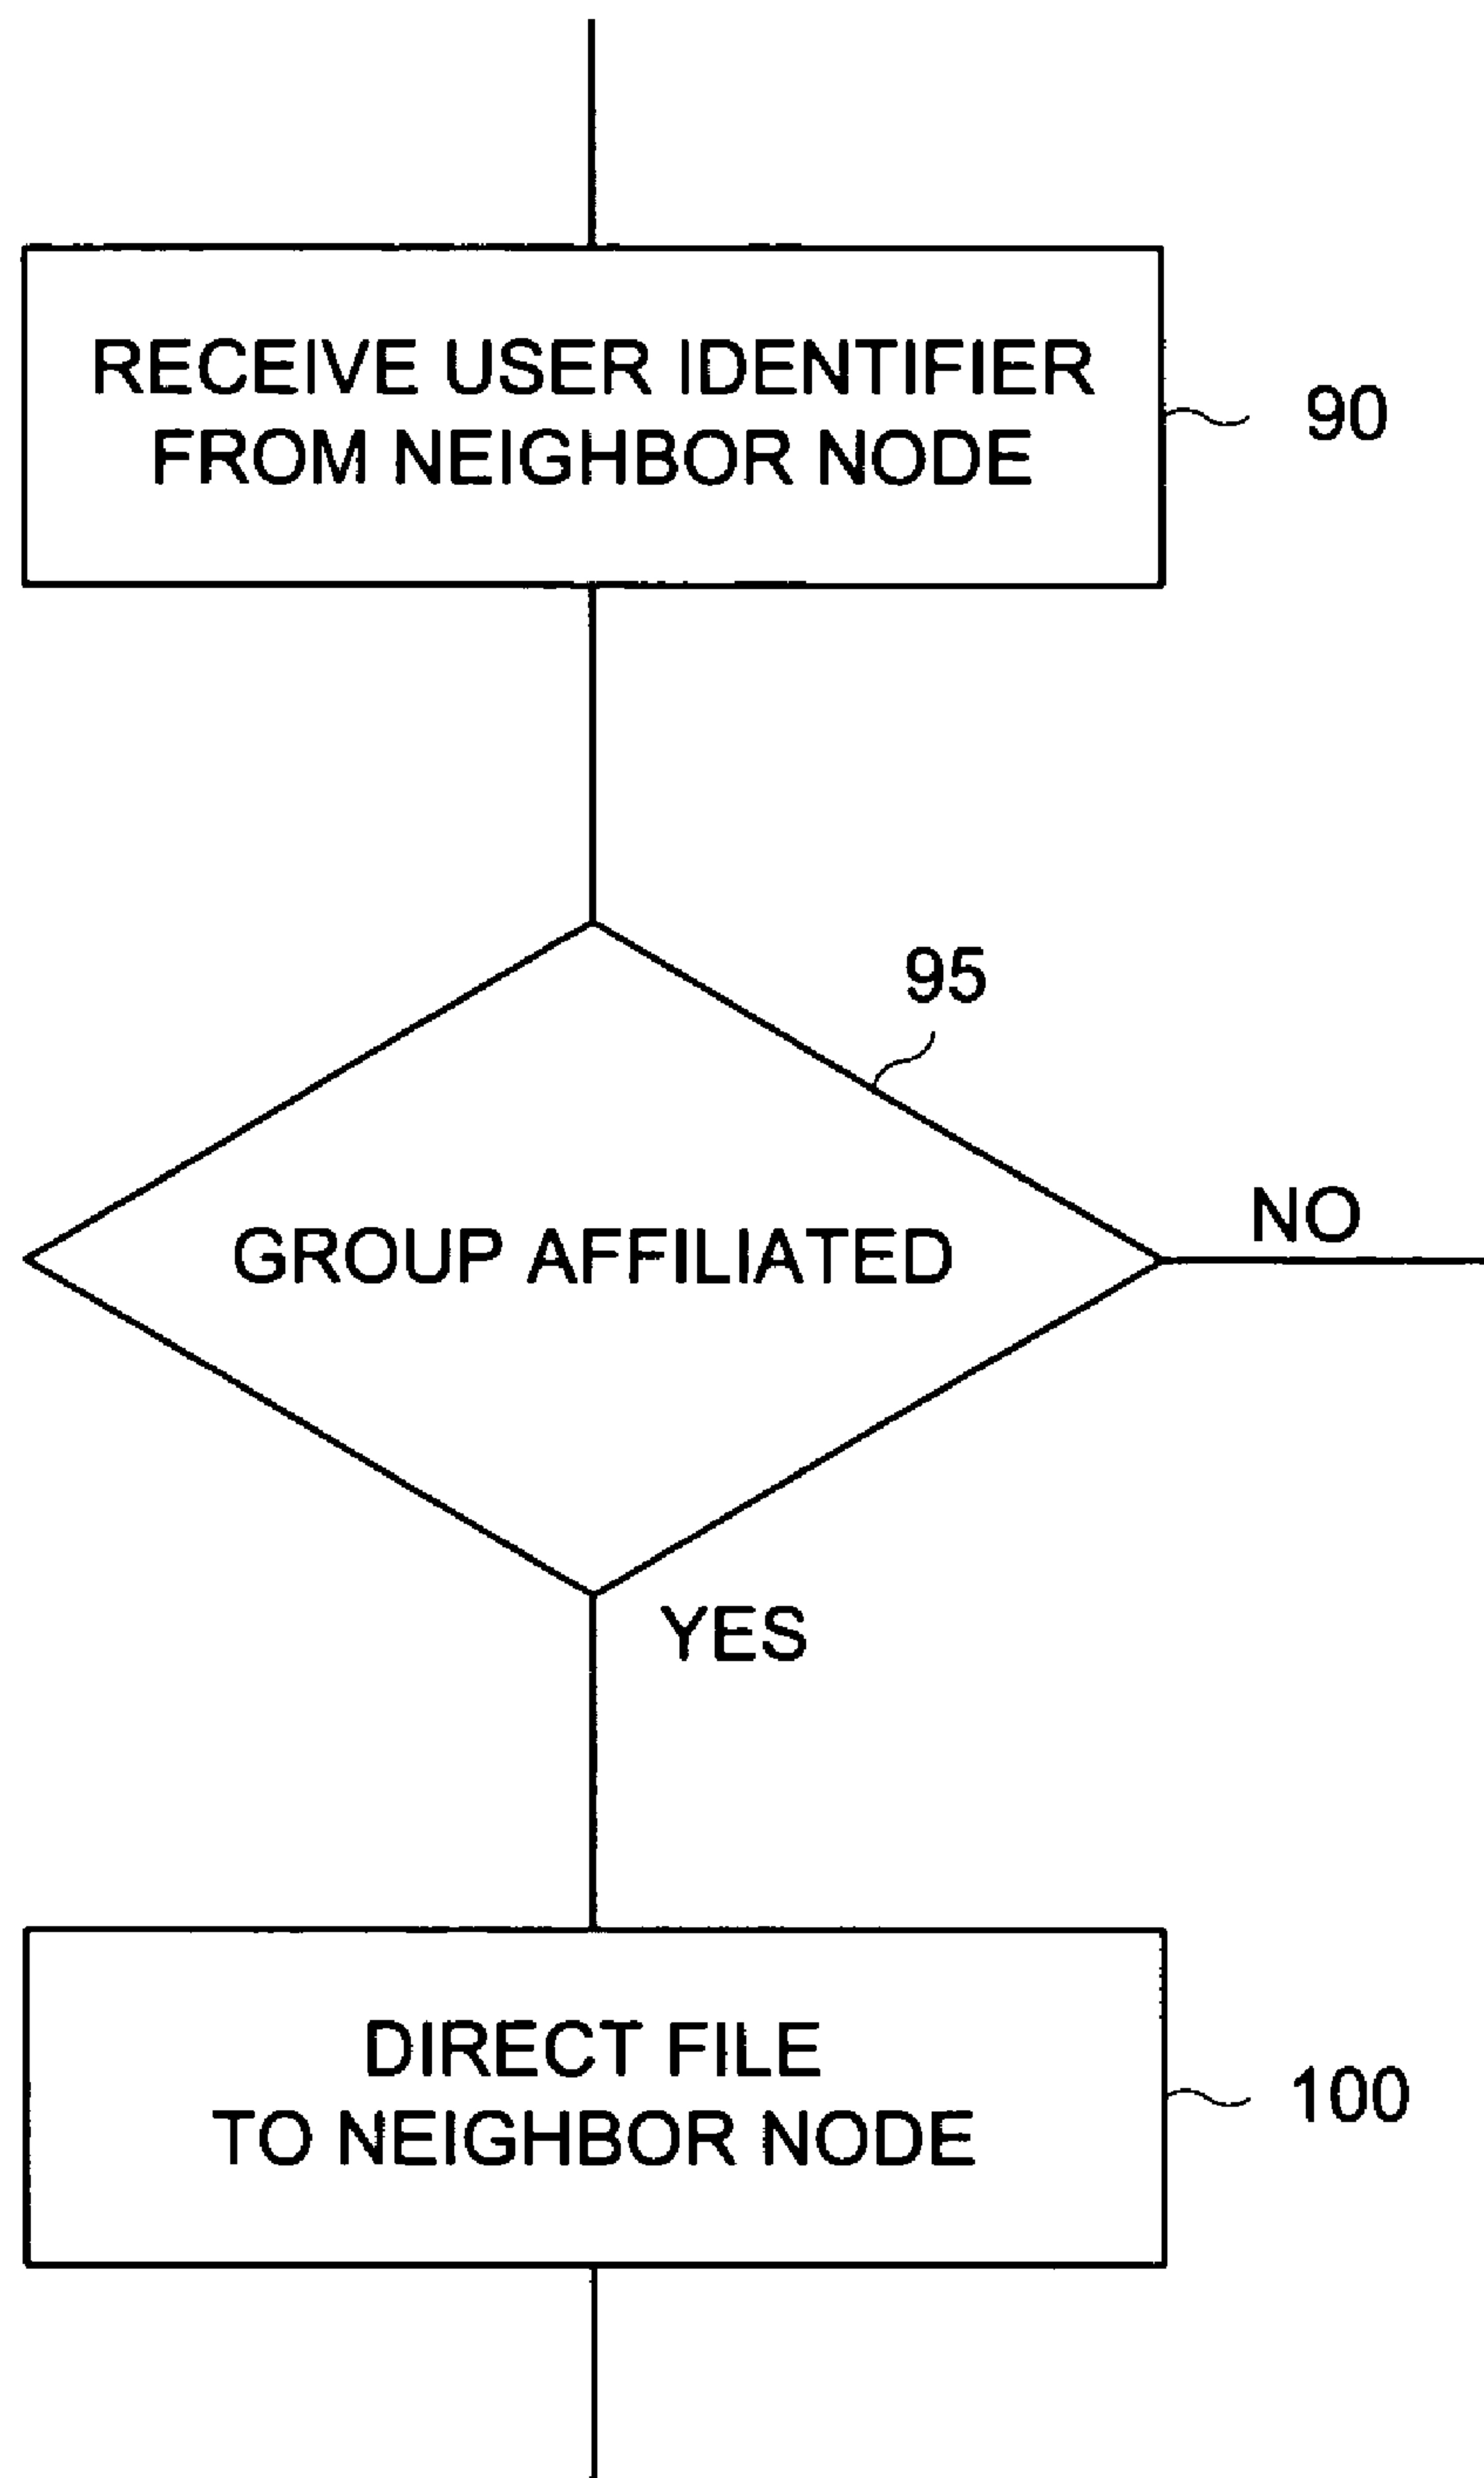 RECEIVE USER IDENTIFIER
FROM NEIGHBOR NODE
90
95
GROUP AFFILIATED
NO
YES
DIRECT FILE
TO NEIGHBOR NODE
100